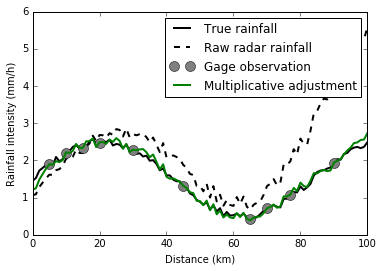 True rainfall
Raw radar rainfall
Gage observation
Multiplicative adjustment
Rainfall intensity (mm/h)
6
5
4
3
2
1
0
0 20 40 60 80 100
Distance (km)